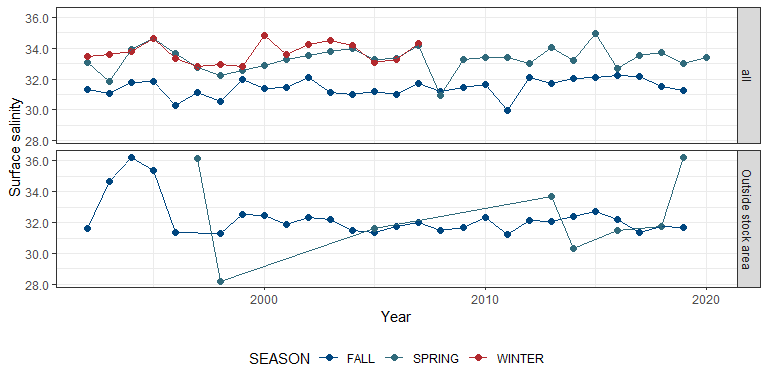 36.0
34.0
32.0
30.0
28.0
all
36.0
34.0
32.0
30.0
28.0
Outside stock area
Surface salinity
2000 2010 2020
Year
SEASON FALL SPRING WINTER